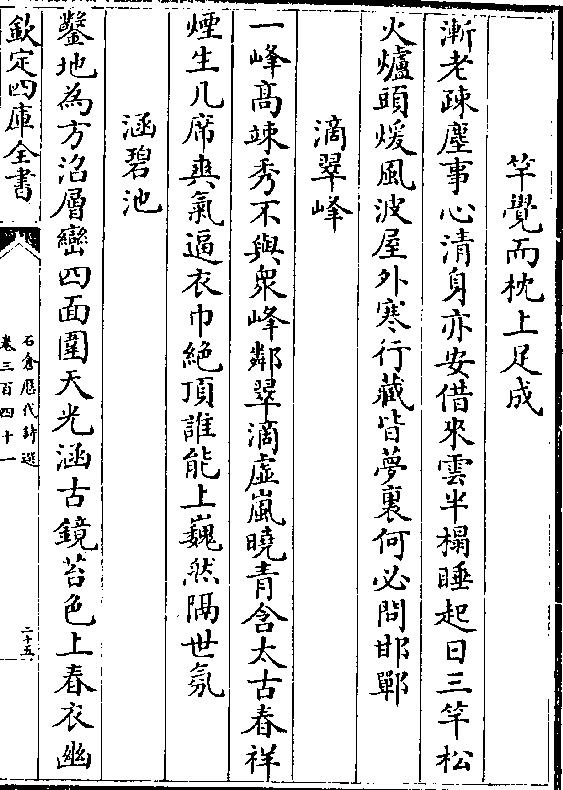 竿覺而枕上足成
漸老疎塵事心清身亦安借來雲半榻睡起日三竿松
火爐頭煖風波屋外寒行藏皆夢裏何必問邯鄲
滴翠峰
一峰髙竦秀不與衆峰鄰翠滴虛嵐曉青含太古春祥
煙生几席爽氣逼衣巾絶頂誰能上巍然隔世氛
涵碧池
鑿地為方沼層巒四面圍天光涵古鏡苔色上春衣幽
欽定四庫全書
石倉歴代詩選
卷三百四十一
二十五